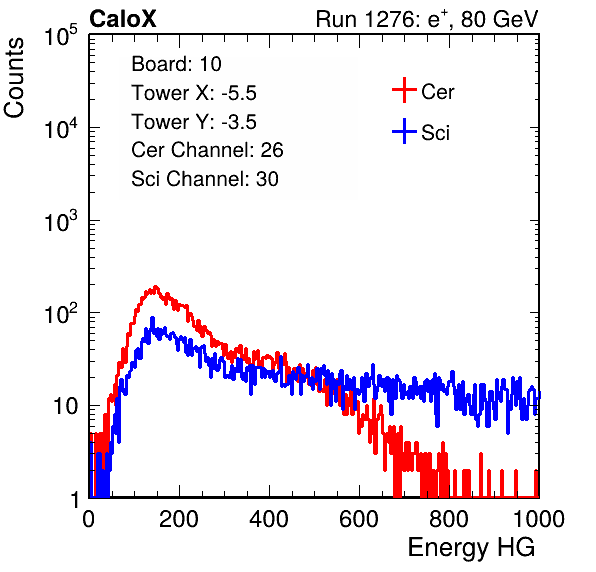 CaloX Run 1276: e⁺, 80 GeV
Counts
10⁵
10⁴
10³
10²
10
1
Board: 10
Tower X: -5.5
Tower Y: -3.5
Cer Channel: 26
Sci Channel: 30
Cer
Sci
0 200 400 600 800 1000
Energy HG